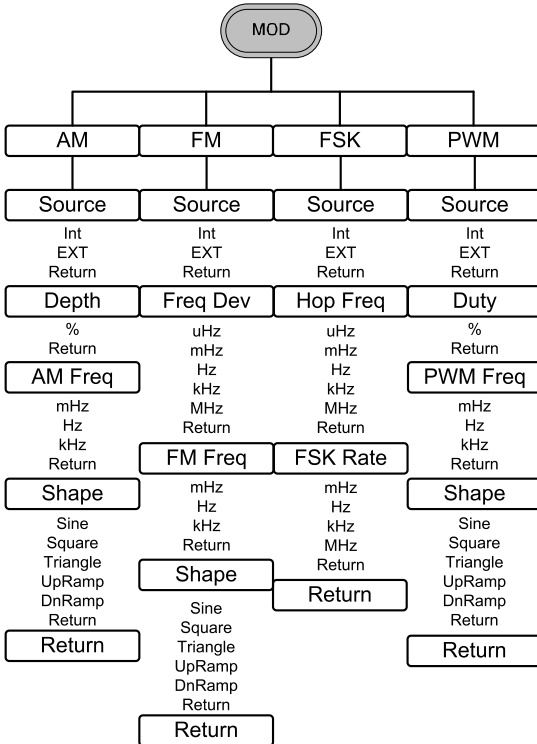 MOD
AM
FM
FSK
PWM
Source
Int
EXT
Return
Depth
%
Return
AM Freq
mHz
Hz
kHz
Return
Shape
Sine
Square
Triangle
UpRamp
DnRamp
Return
Return
Source
Int
EXT
Return
Freq Dev
uHz
mHz
Hz
kHz
MHz
Return
FM Freq
mHz
Hz
kHz
Return
Shape
Sine
Square
Triangle
UpRamp
DnRamp
Return
Return
Source
Int
EXT
Return
Hop Freq
uHz
mHz
Hz
kHz
MHz
Return
FSK Rate
mHz
Hz
kHz
MHz
Return
Return
Source
Int
EXT
Return
Duty
%
Return
PWM Freq
mHz
Hz
kHz
Return
Shape
Sine
Square
Triangle
UpRamp
DnRamp
Return
Return